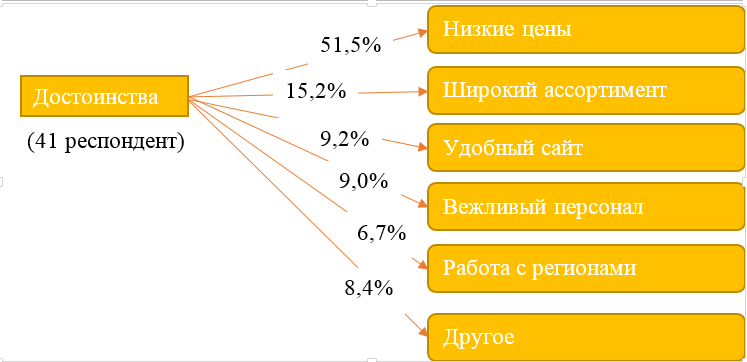 Достоинства
(41 респондент)
51,5%
Низкие цены
15,2%
Широкий ассортимент
9,2%
Удобный сайт
9,0%
Вежливый персонал
6,7%
Работа с регионами
8,4%
Другое